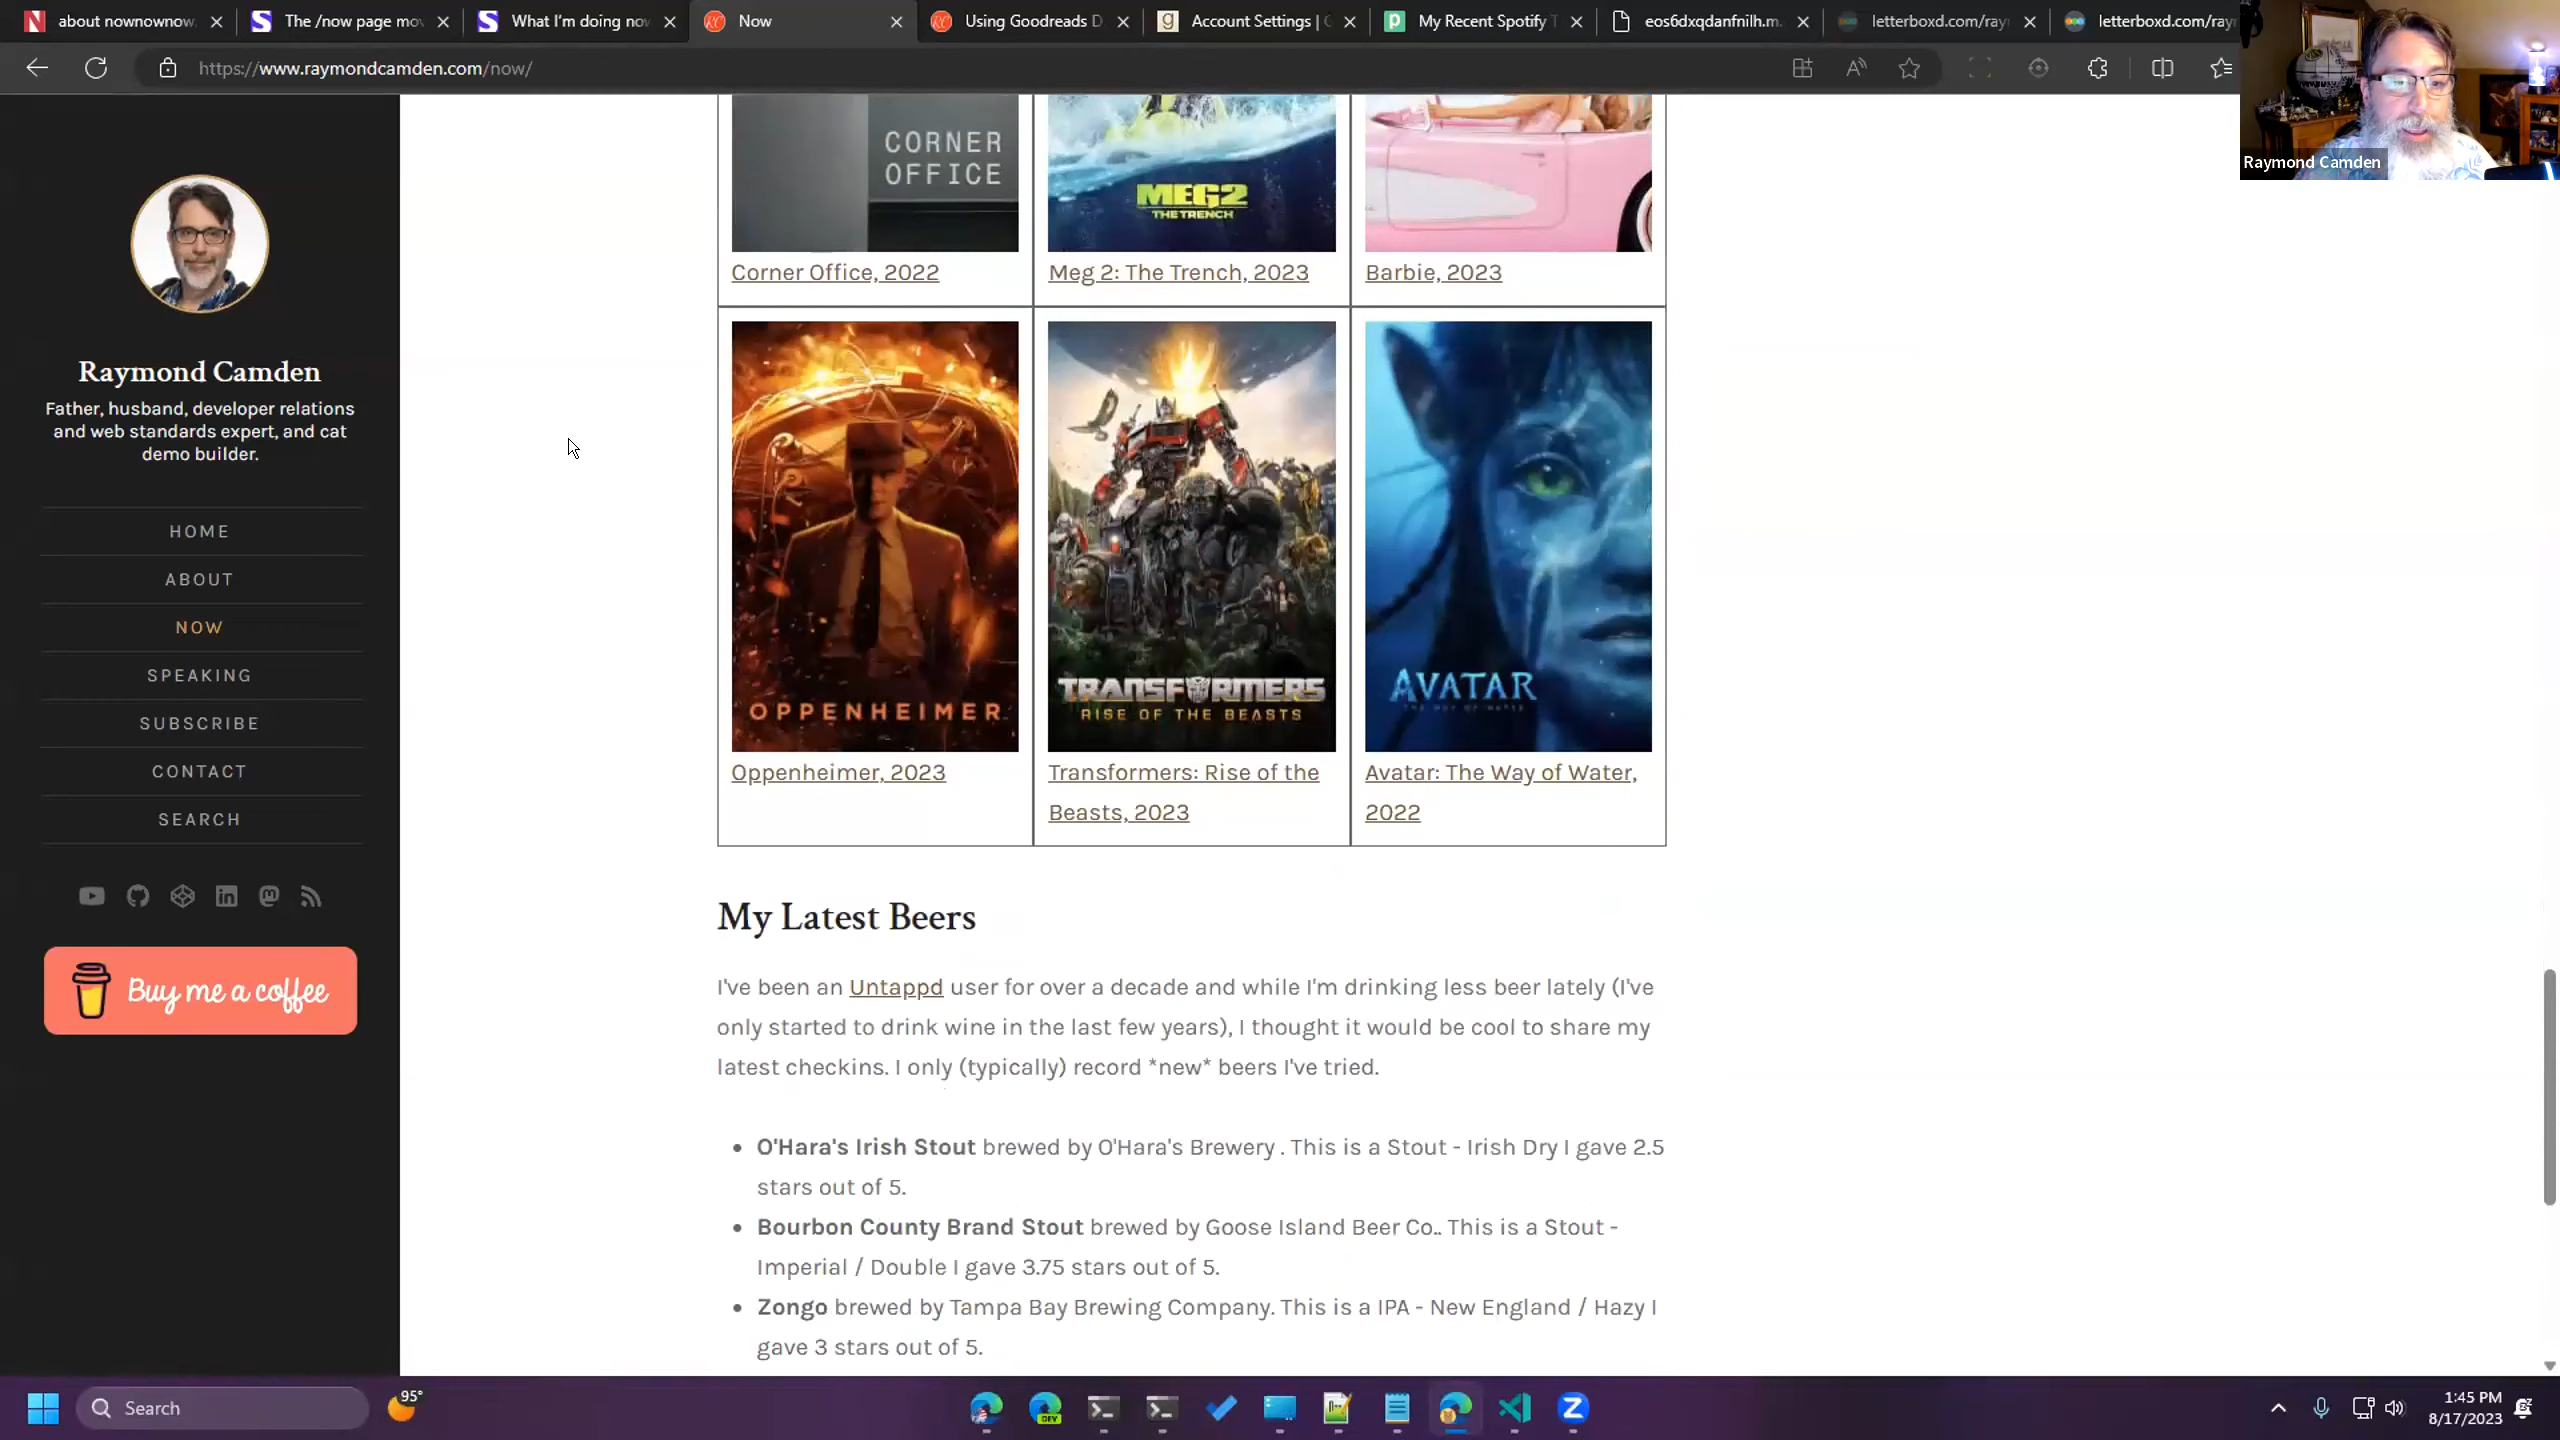 about nownownow
The /now page mov
What I'm doing nov
Now
Using Goodreads D
Account Settings | G
My Recent Spotify T
eos6dxqdanfnilh.m.
letterboxd.com/rayr
letterboxd.com/rayr
https://www.raymondcamden.com/now/
Raymond Camden
CORNER
OFFICE
MEG2
THE TRENCH
Corner Office, 2022
Meg 2: The Trench, 2023
Barbie, 2023
Raymond Camden
Father, husband, developer relations
and web standards expert, and cat
demo builder.
HOME
ABOUT
NOW
SPEAKING
SUBSCRIBE
CONTACT
SEARCH
Buy me a coffee
OPPENHEIMER
TRANSFORMERS
RISE OF THE BEASTS
AVATAR
THE WAY OF WATER
Oppenheimer, 2023
Transformers: Rise of the
Beasts, 2023
Avatar: The Way of Water,
2022
My Latest Beers
I've been an Untappd user for over a decade and while I'm drinking less beer lately (I've
only started to drink wine in the last few years), I thought it would be cool to share my
latest checkins. I only (typically) record *new* beers I've tried.
• O'Hara's Irish Stout brewed by O'Hara's Brewery . This is a Stout - Irish Dry I gave 2.5
stars out of 5.
• Bourbon County Brand Stout brewed by Goose Island Beer Co.. This is a Stout -
Imperial / Double I gave 3.75 stars out of 5.
• Zongo brewed by Tampa Bay Brewing Company. This is a IPA - New England / Hazy I
gave 3 stars out of 5.
Search
95°
DEV
1:45 PM
8/17/2023